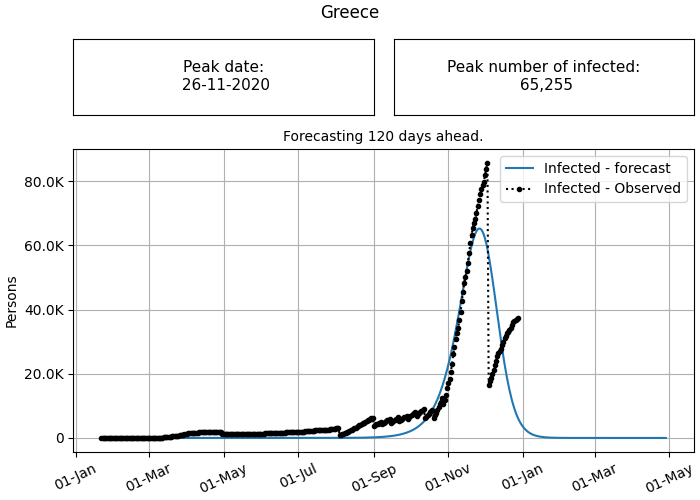 Greece
Peak date:
26-11-2020
Peak number of infected:
65,255
Forecasting 120 days ahead.
Infected - forecast
Infected - Observed
Persons
80.0K
60.0K
40.0K
20.0K
0
01-Jan
01-Mar
01-May
01-Jul
01-Sep
01-Nov
01-Jan
01-Mar
01-May